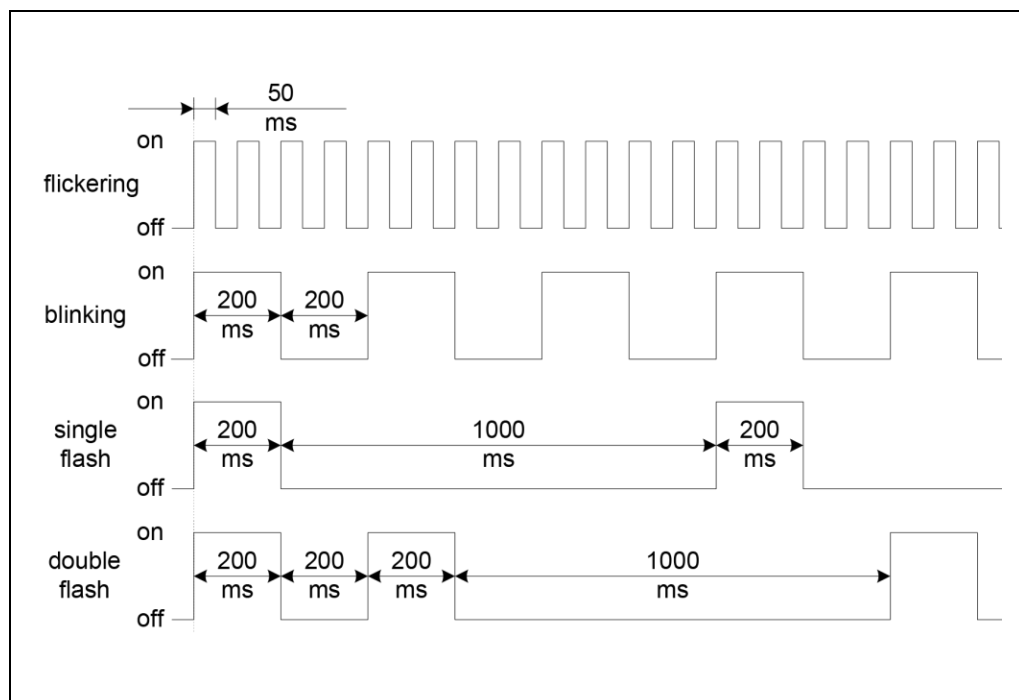 50
ms
on
flickering
off
on
200
ms
200
ms
blinking
off
on
single
flash
200
ms
1000
ms
200
ms
off
on
double
flash
200
ms
200
ms
200
ms
1000
ms
off